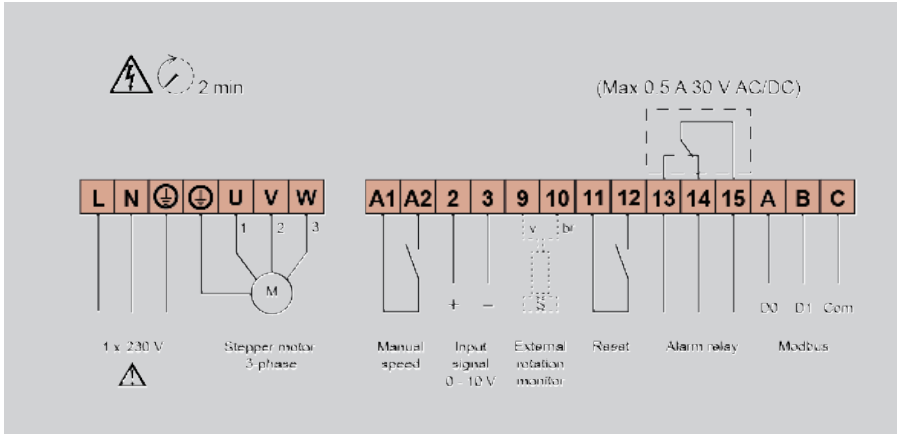 2 min
(Max 0.5 A 30 V AC/DC)
L N U V W
A1 A2 2 3 9 10 11 12 13 14 15 A B C
1 2 3
v br
M
+ −
S
D0 D1 Com
1 x 230 V
Stepper motor
3-phase
Manual
speed
Input
signal
0 - 10 V
External
rotation
monitor
Reset
Alarm relay
Modbus